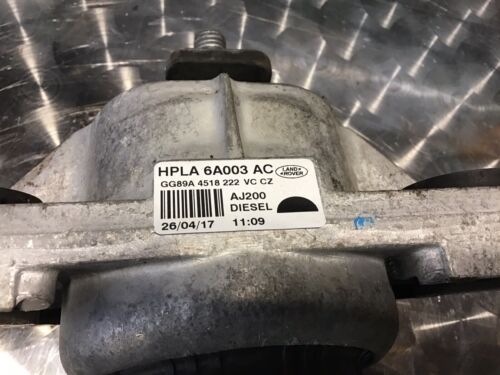 HPLA 6A003 AC
LAND
ROVER
GG89A 4518 222 VC CZ
AJ200
DIESEL
26/04/17 11:09